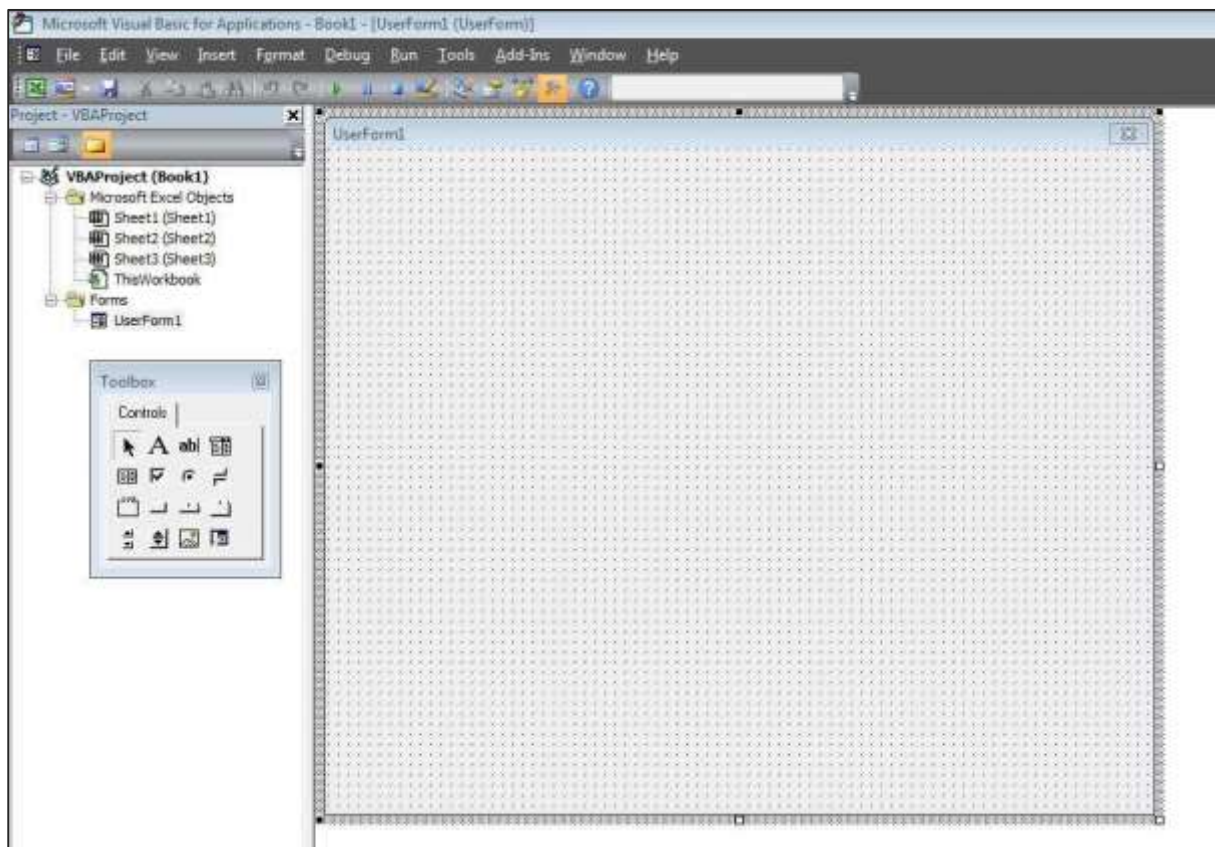 Microsoft Visual Basic for Applications - Book1 - [UserForm1 (UserForm)]
File Edit View Insert Format Debug Run Tools Add-Ins Window Help
Project - VBAProject
UserForm1
VBAProject (Book1)
Microsoft Excel Objects
Sheet1 (Sheet1)
Sheet2 (Sheet2)
Sheet3 (Sheet3)
ThisWorkbook
Forms
UserForm1
Toolbox
Controls
A abl